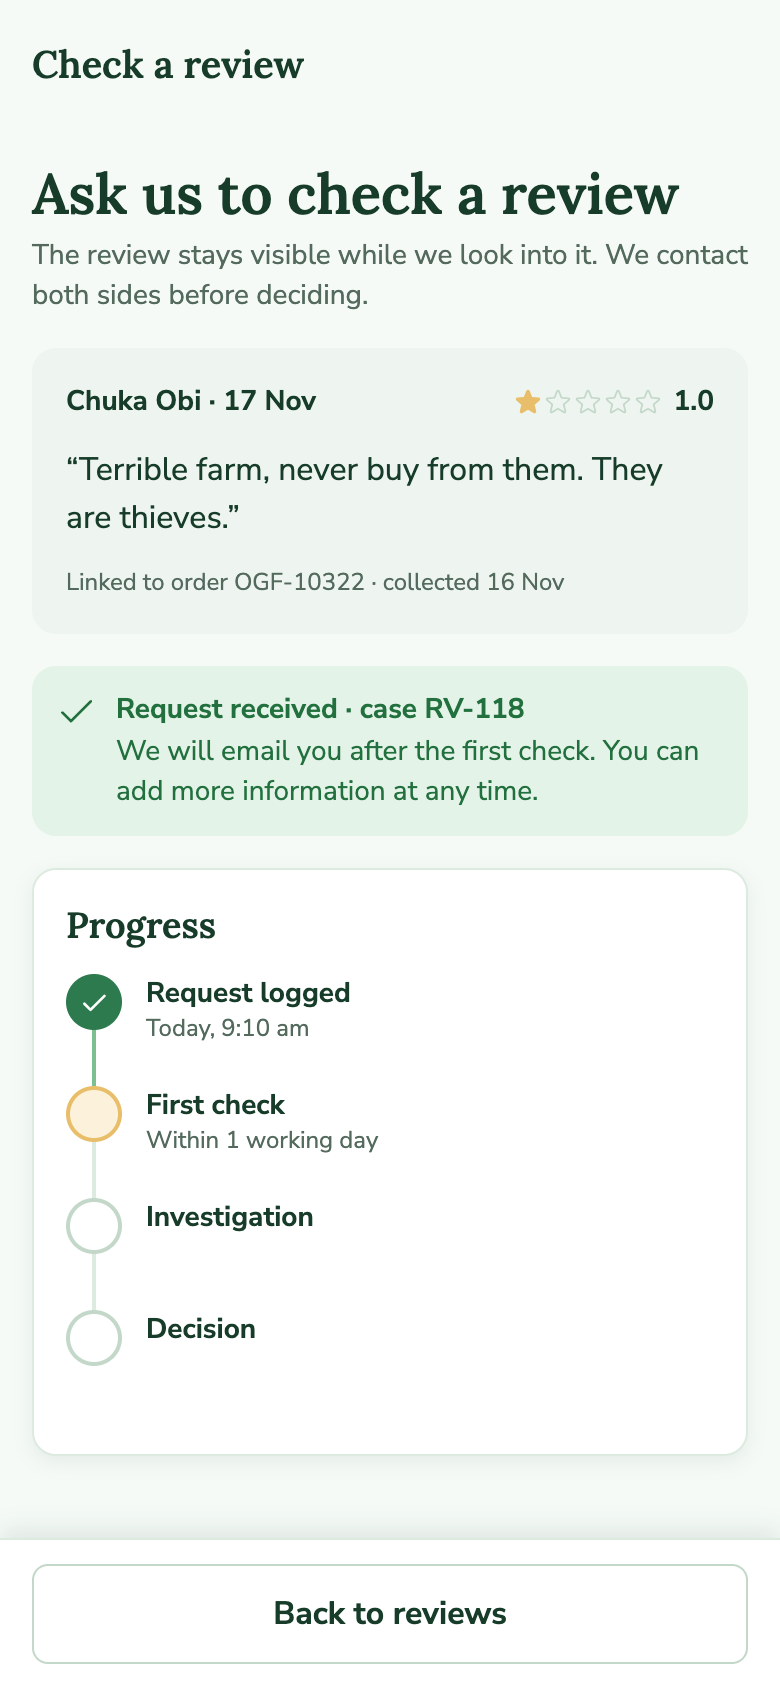 Check a review
Ask us to check a review
The review stays visible while we look into it. We contact
both sides before deciding.
Chuka Obi · 17 Nov
1.0
“Terrible farm, never buy from them. They
are thieves.”
Linked to order OGF-10322 · collected 16 Nov
Request received · case RV-118
We will email you after the first check. You can
add more information at any time.
Progress
Request logged
Today, 9:10 am
First check
Within 1 working day
Investigation
Decision
Back to reviews